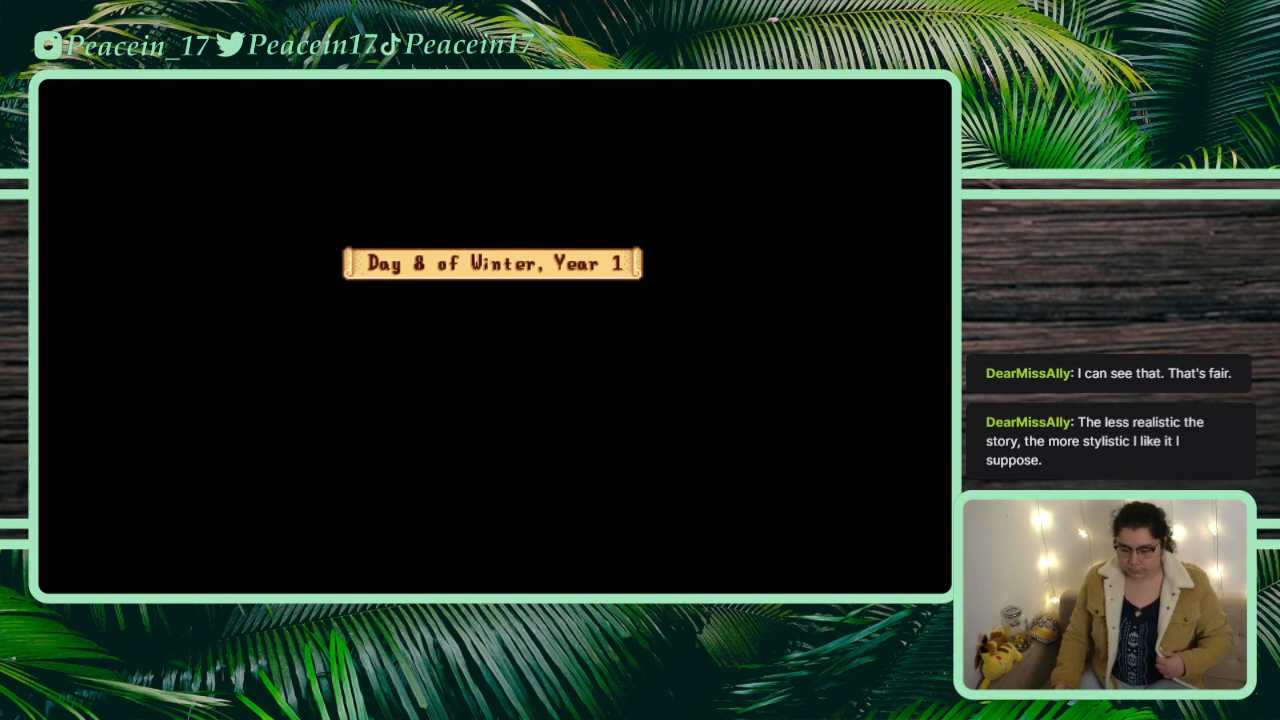 Peacein_17 Peacein17 Peacein17
Day 8 of Winter, Year 1
DearMissAlly: I can see that. That's fair.
DearMissAlly: The less realistic the
story, the more stylistic I like it I
suppose.